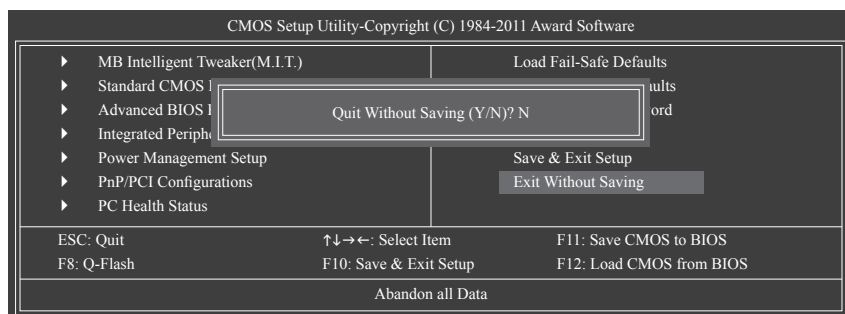 CMOS Setup Utility-Copyright (C) 1984-2011 Award Software
MB Intelligent Tweaker(M.I.T.)
Standard CMOS
Advanced BIOS
Integrated
Power Management Setup
PnP/PCI Configurations
PC Health Status
Load Fail-Safe Defaults
Save & Exit Setup
Exit Without Saving
Quit Without Saving (Y/N)? N
ESC: Quit ↑↓→←: Select Item F11: Save CMOS to BIOS
F8: Q-Flash F10: Save & Exit Setup F12: Load CMOS from BIOS
Abandon all Data